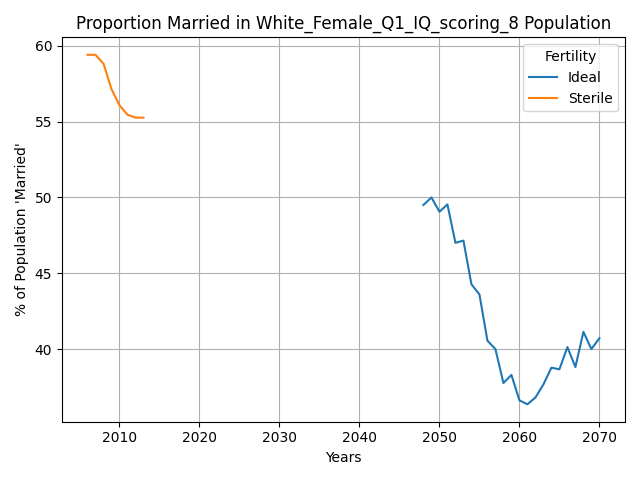 Proportion Married in White_Female_Q1_IQ_scoring_8 Population
60
55
50
45
40
% of Population 'Married'
Fertility
Ideal
Sterile
2010 2020 2030 2040 2050 2060 2070
Years